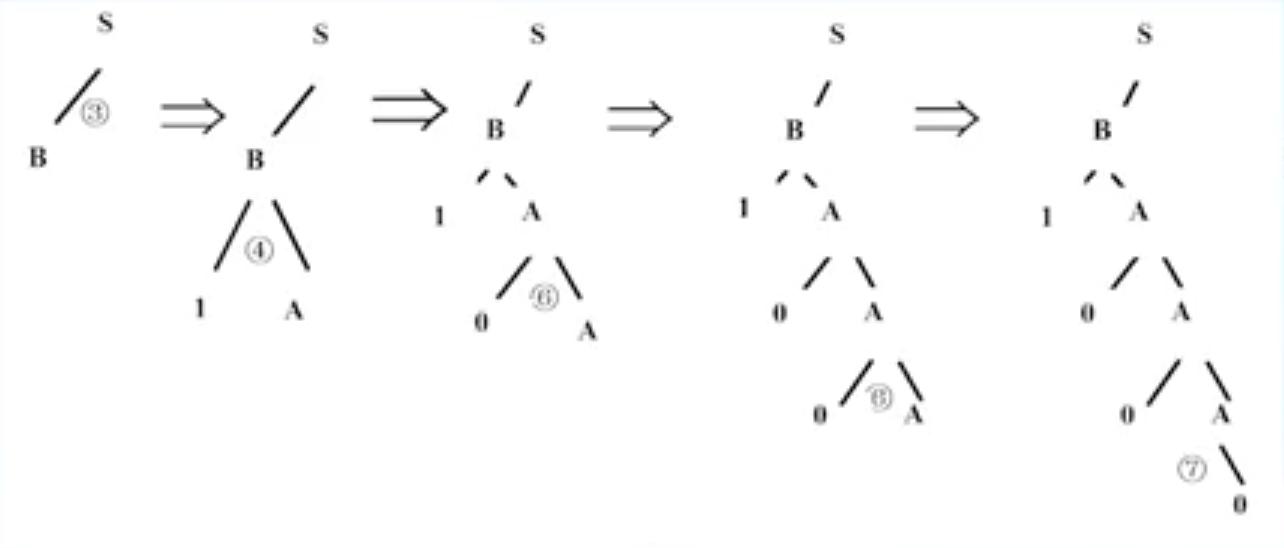 S S S S S
③
B B B B B
1 ④ A 1 A 1 A 1 A
0 ⑥ A 0 A 0 A
0 ⑥ A 0 A
⑦
0